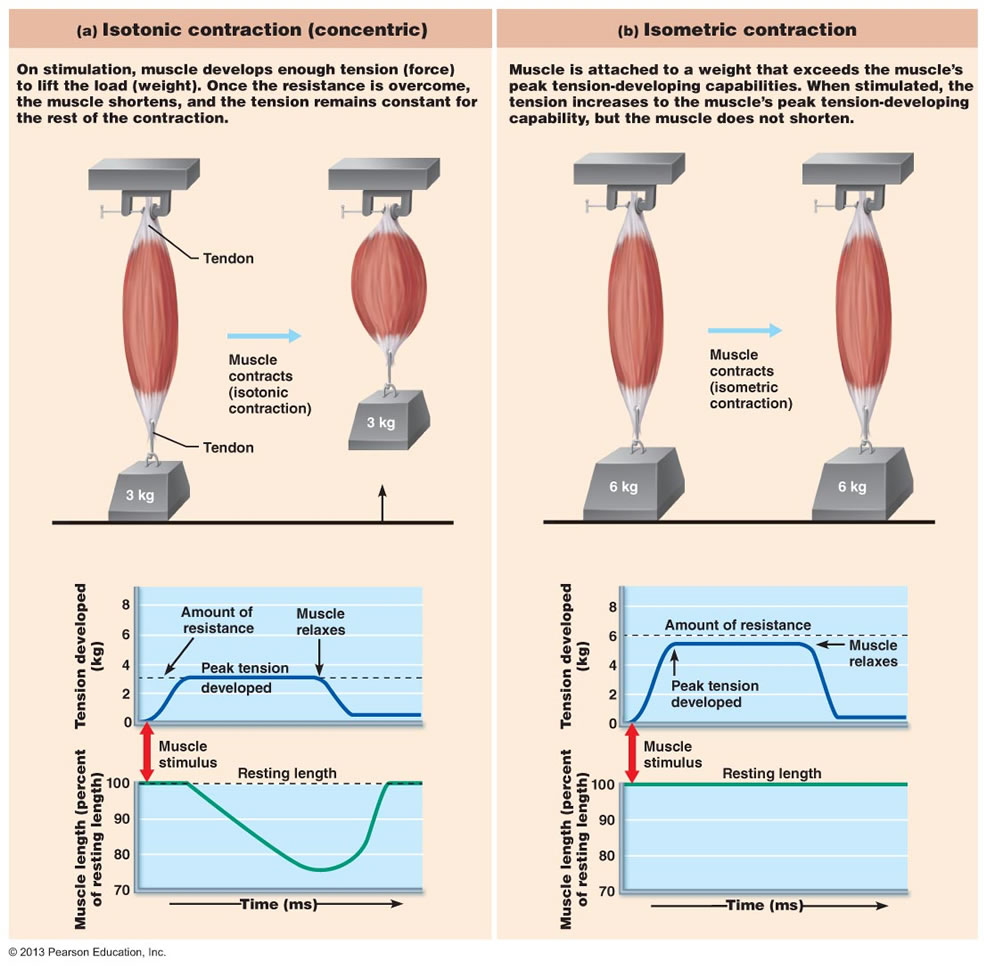 (a) Isotonic contraction (concentric)
On stimulation, muscle develops enough tension (force)
to lift the load (weight). Once the resistance is overcome,
the muscle shortens, and the tension remains constant for
the rest of the contraction.
Tendon
Muscle
contracts
(isotonic
contraction)
Tendon
3 kg
3 kg
Tension developed
(kg)
8
6
4
2
0
Amount of
resistance
Muscle
relaxes
Peak tension
developed
Muscle
stimulus
Muscle length (percent
of resting length)
100
90
80
70
Resting length
Time (ms)
(b) Isometric contraction
Muscle is attached to a weight that exceeds the muscle’s
peak tension-developing capabilities. When stimulated, the
tension increases to the muscle’s peak tension-developing
capability, but the muscle does not shorten.
Muscle
contracts
(isometric
contraction)
6 kg
6 kg
Tension developed
(kg)
8
6
4
2
0
Amount of resistance
Muscle
relaxes
Peak tension
developed
Muscle
stimulus
Muscle length (percent
of resting length)
100
90
80
70
Resting length
Time (ms)
© 2013 Pearson Education, Inc.